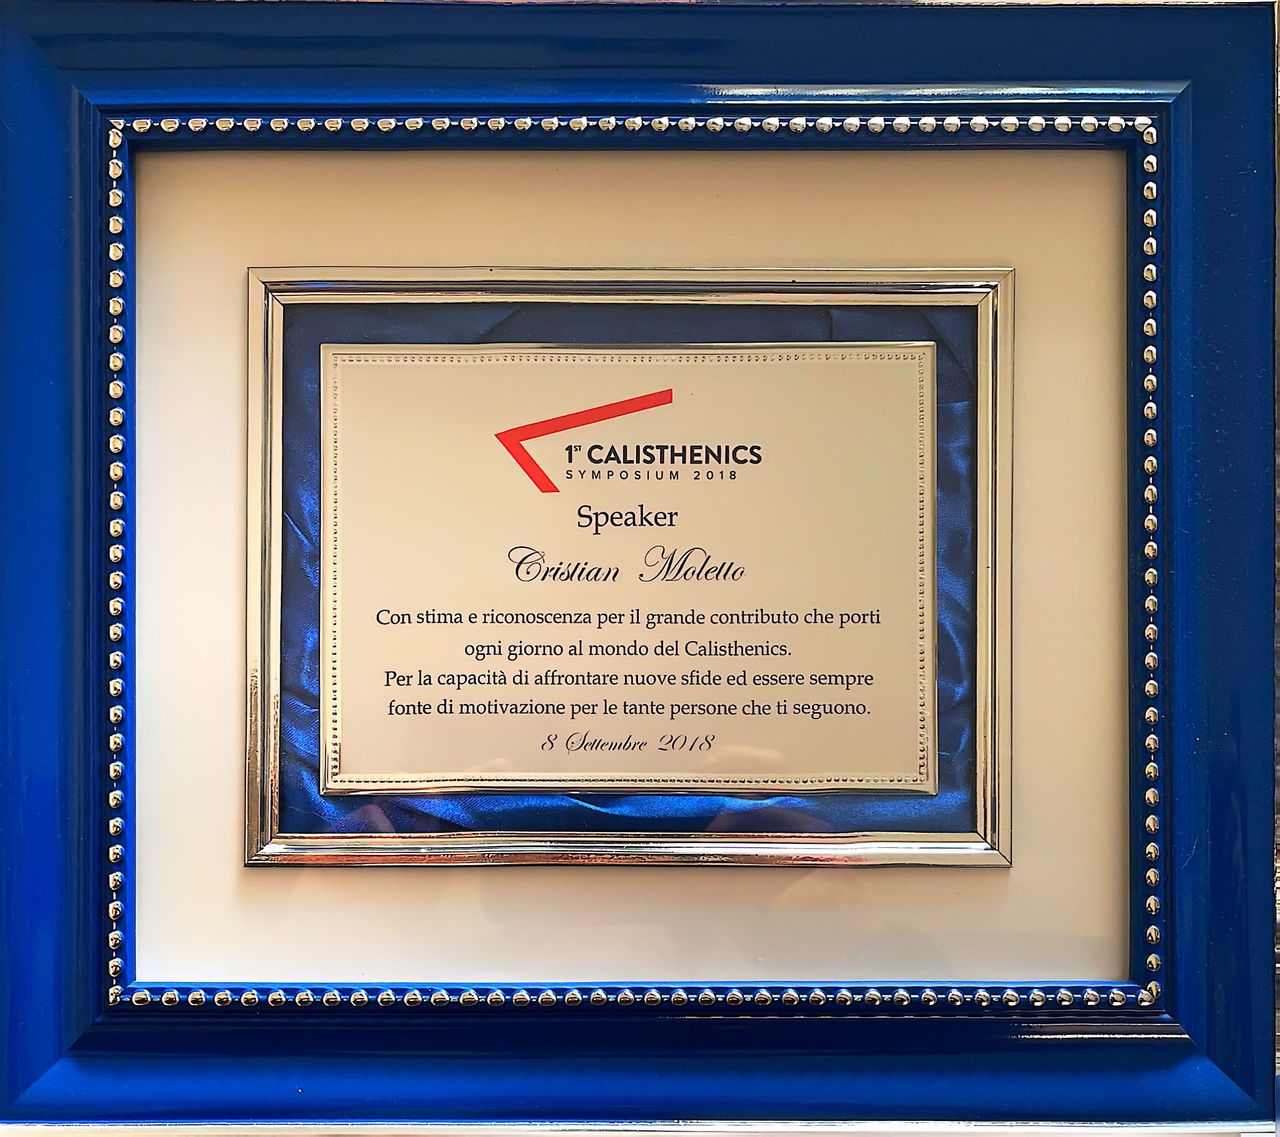 1ST CALISTHENICS
SYMPOSIUM 2018
Speaker
Cristian Moletto
Con stima e riconoscenza per il grande contributo che porti
ogni giorno al mondo del Calisthenics.
Per la capacità di affrontare nuove sfide ed essere sempre
fonte di motivazione per le tante persone che ti seguono.
8 Settembre 2018